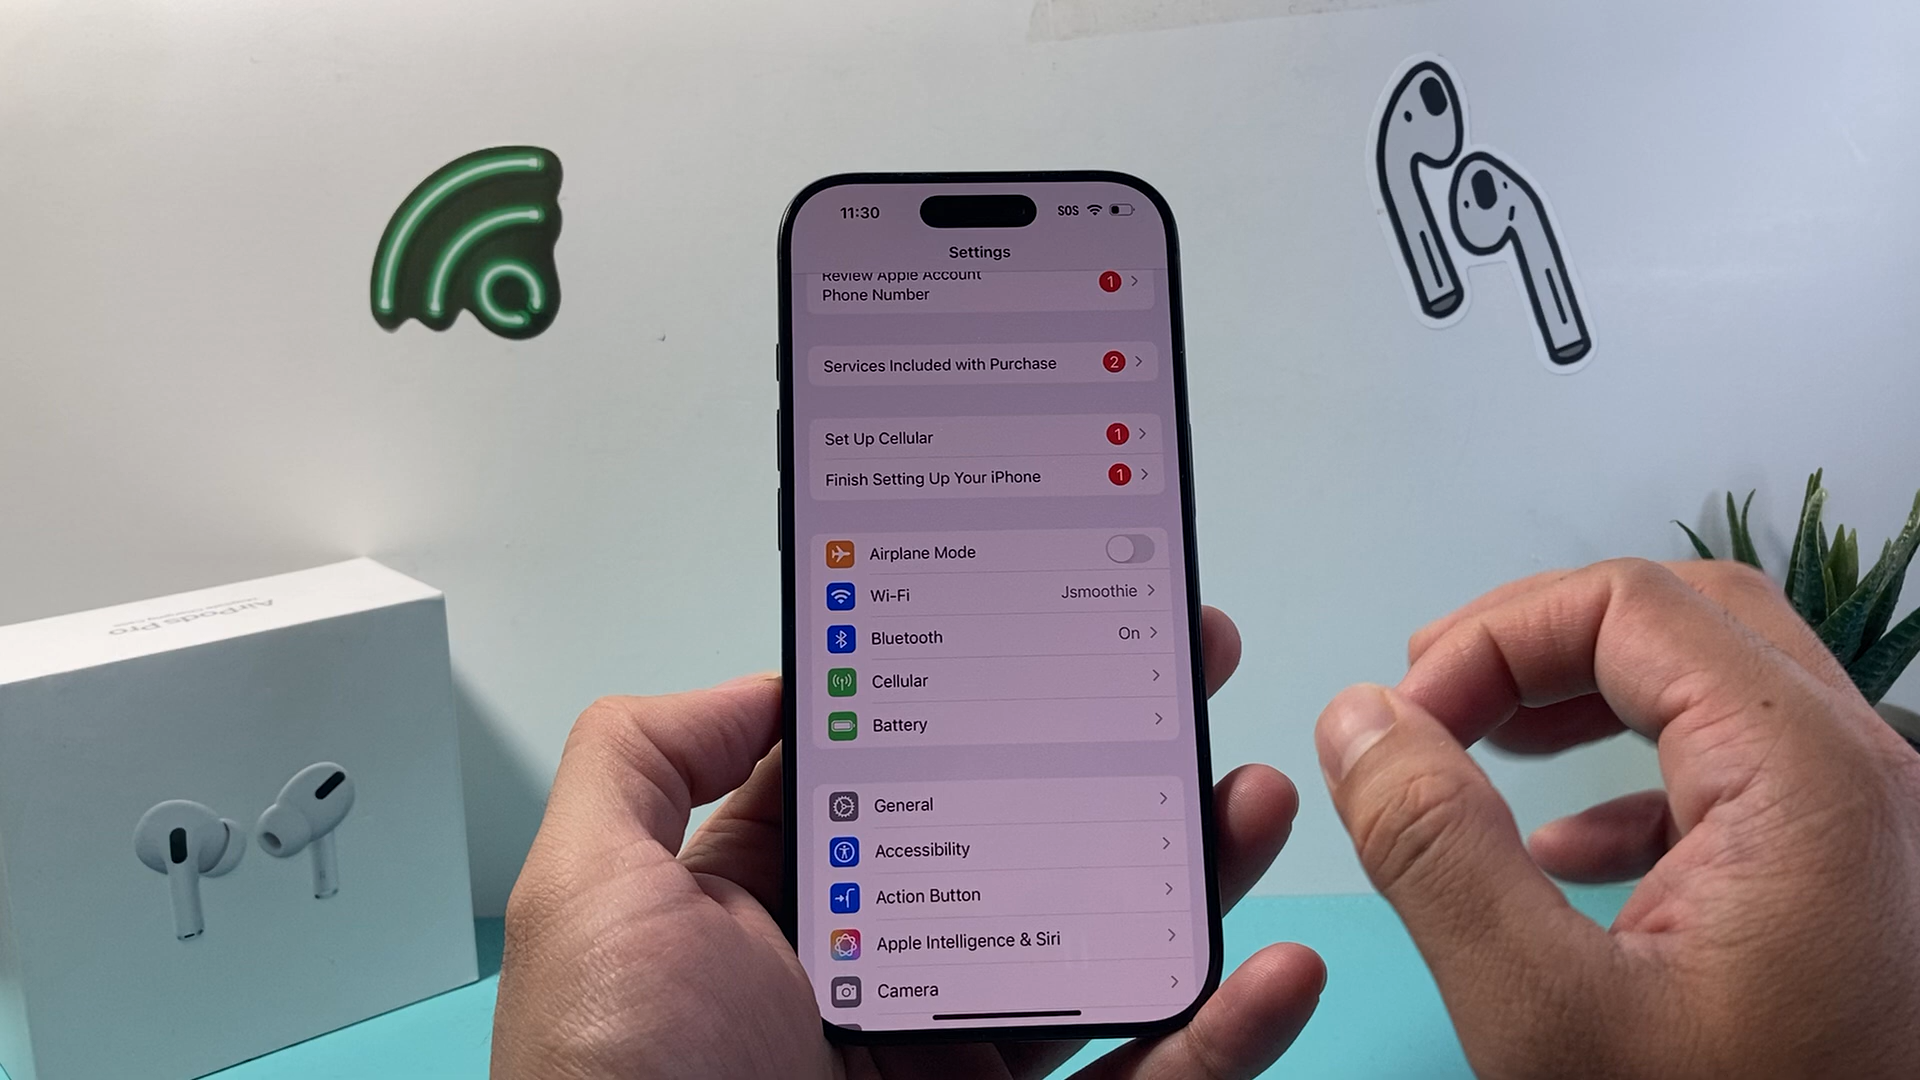 AirPods Pro
11:30
SOS
Settings
Review Apple Account
Phone Number
1
Services Included with Purchase
2
Set Up Cellular
1
Finish Setting Up Your iPhone
1
Airplane Mode
Wi-Fi
Jsmoothie
Bluetooth
On
Cellular
Battery
General
Accessibility
Action Button
Apple Intelligence & Siri
Camera